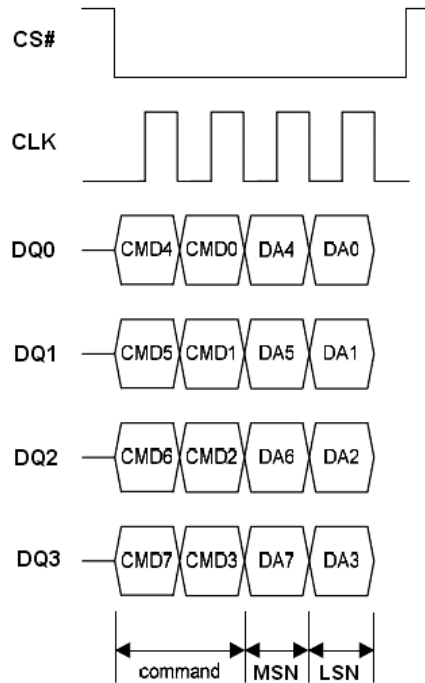 CS#
CLK
DQ0 CMD4 CMD0 DA4 DA0
DQ1 CMD5 CMD1 DA5 DA1
DQ2 CMD6 CMD2 DA6 DA2
DQ3 CMD7 CMD3 DA7 DA3
command MSN LSN